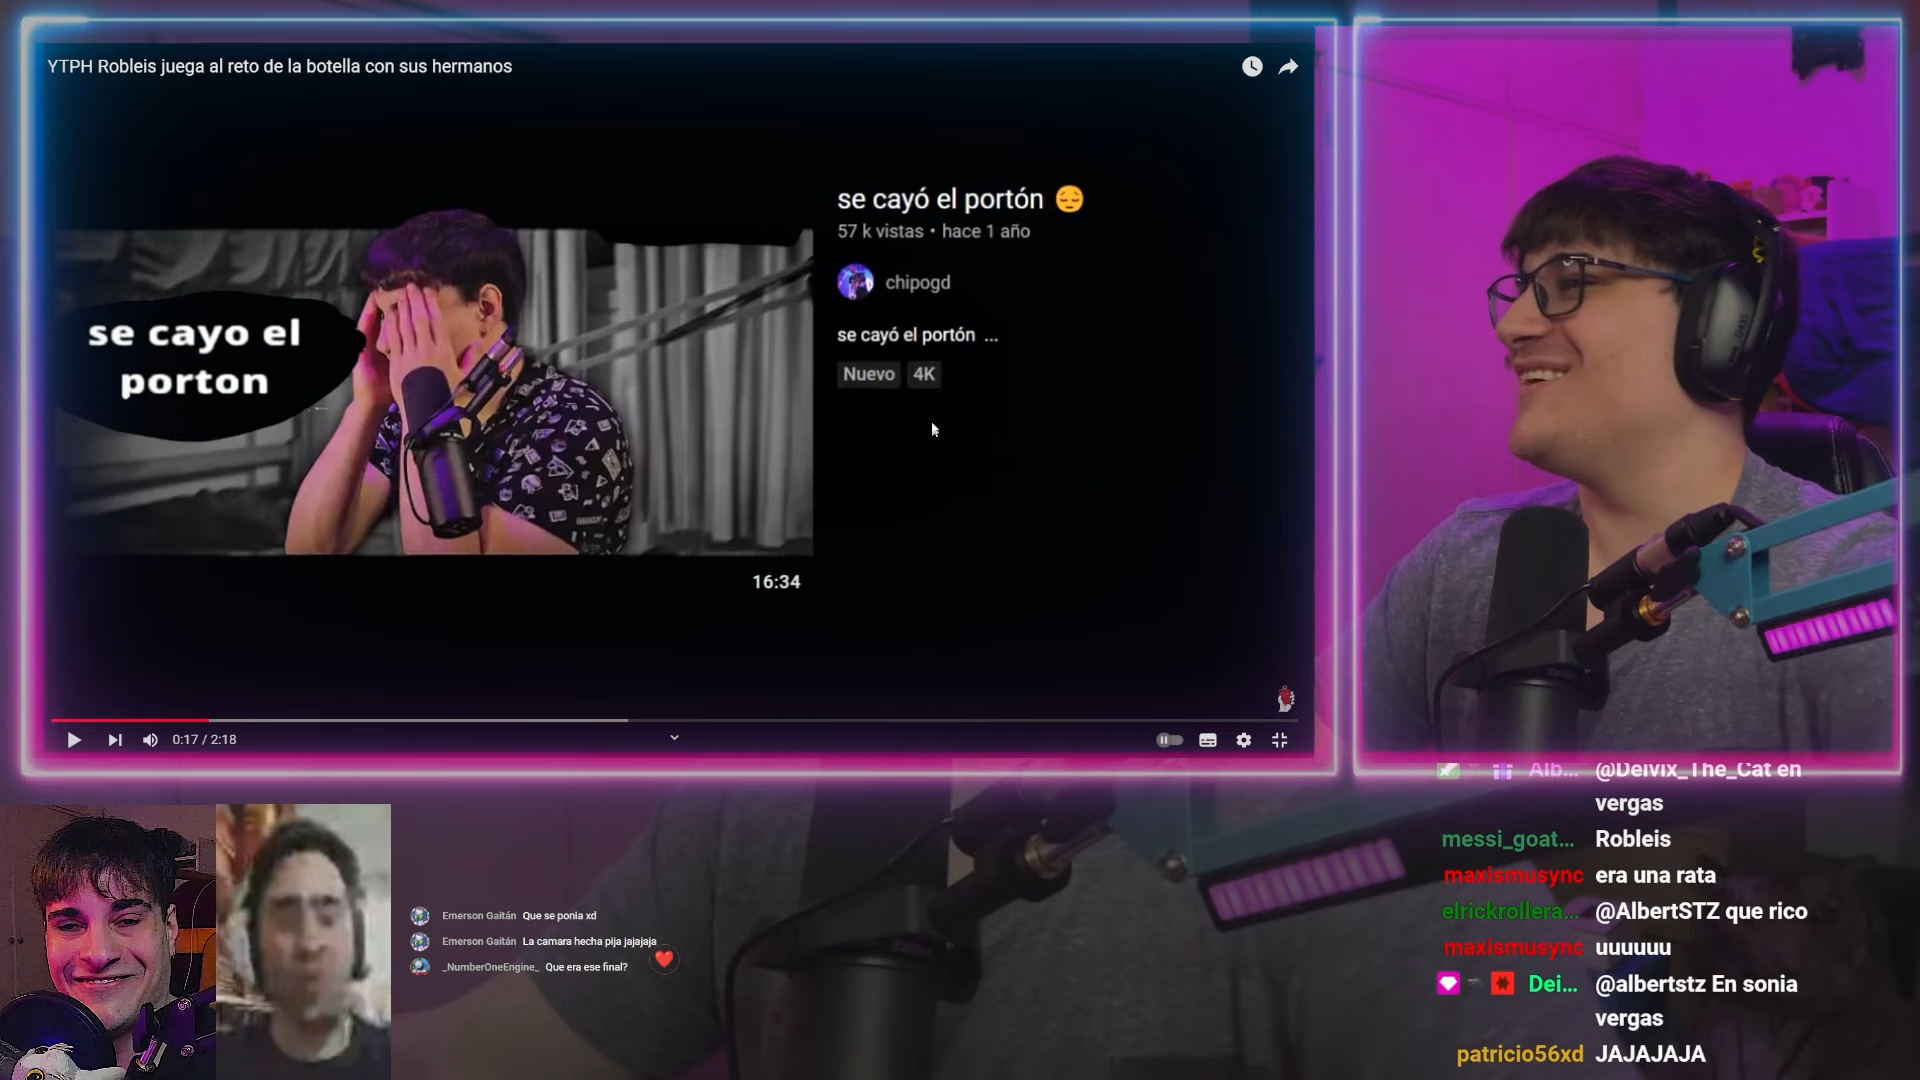 YTPH Robleis juega al reto de la botella con sus hermanos
se cayo el
porton
16:34
se cayó el portón 😔
57 k vistas • hace 1 año
chipogd
se cayó el portón ...
Nuevo 4K
0:17 / 2:18
Emerson Gaitán Que se ponia xd
Emerson Gaitán La camara hecha pija jajajaja
_NumberOneEngine_ Que era ese final?
Alb... @Deivix_The_Cat en
vergas
messi_goat... Robleis
maxismusync era una rata
elrickrollera... @AlbertSTZ que rico
maxismusync uuuuuu
Dei... @albertstz En sonia
vergas
patricio56xd JAJAJAJA